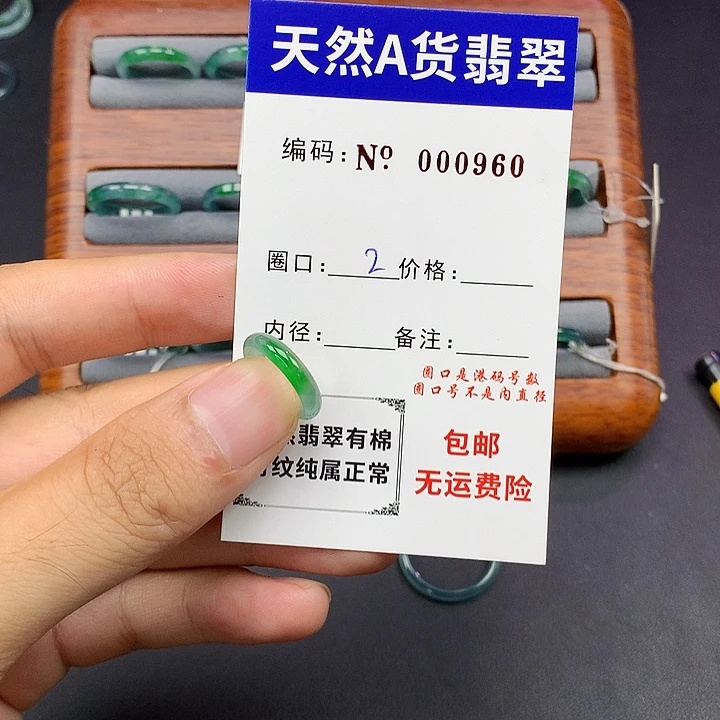 天然A货翡翠
编码：Nº 000960
圈口：2 价格：
内径： 备注：
圈口是港码号数
圈口号不是内直径
翡翠有棉
纹纯属正常
包邮
无运费险